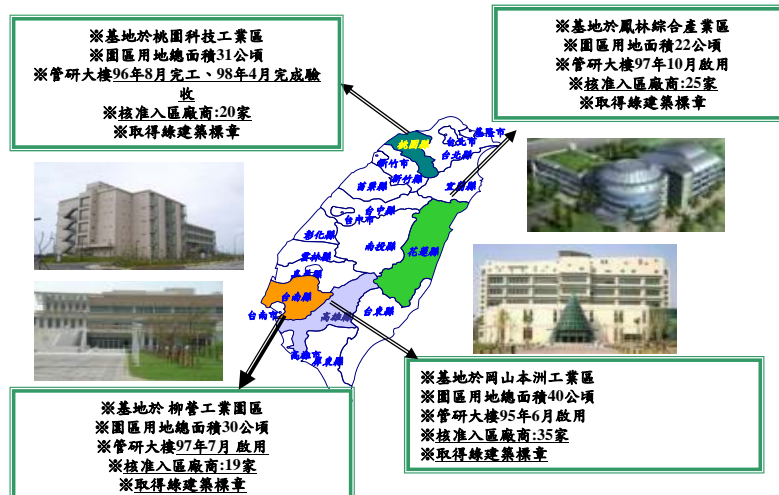 ※基地於桃園科技工業區
※園區用地總面積31公頃
※管研大樓96年8月完工、98年4月完成驗
收
※核准入區廠商:20家
※取得綠建築標章
※基地於鳳林綜合產業區
※園區用地面積22公頃
※管研大樓97年10月啟用
※核准入區廠商:25家
※取得綠建築標章
基隆市
桃園縣
台北市
台北縣
新竹市
新竹縣
宜蘭縣
苗栗縣
台中縣
台中市
彰化縣
南投縣
花蓮縣
雲林縣
台南縣
台南市
高雄縣
台東縣
高雄市
屏東縣
※基地於 柳營工業園區
※園區用地總面積30公頃
※管研大樓97年7月 啟用
※核准入區廠商:19家
※取得綠建築標章
※基地於岡山本洲工業區
※園區用地總面積40公頃
※管研大樓95年6月啟用
※核准入區廠商:35家
※取得綠建築標章